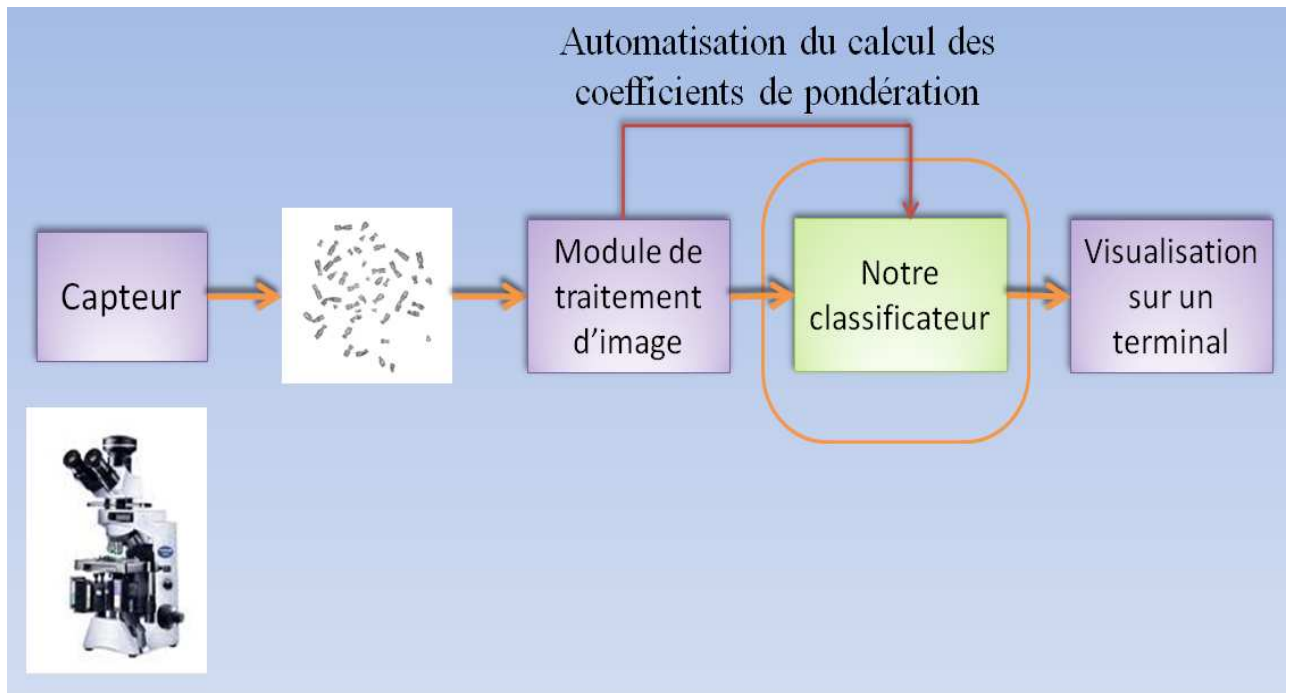 Automatisation du calcul des
coefficients de pondération
Capteur
Module de
traitement
d'image
Notre
classificateur
Visualisation
sur un
terminal